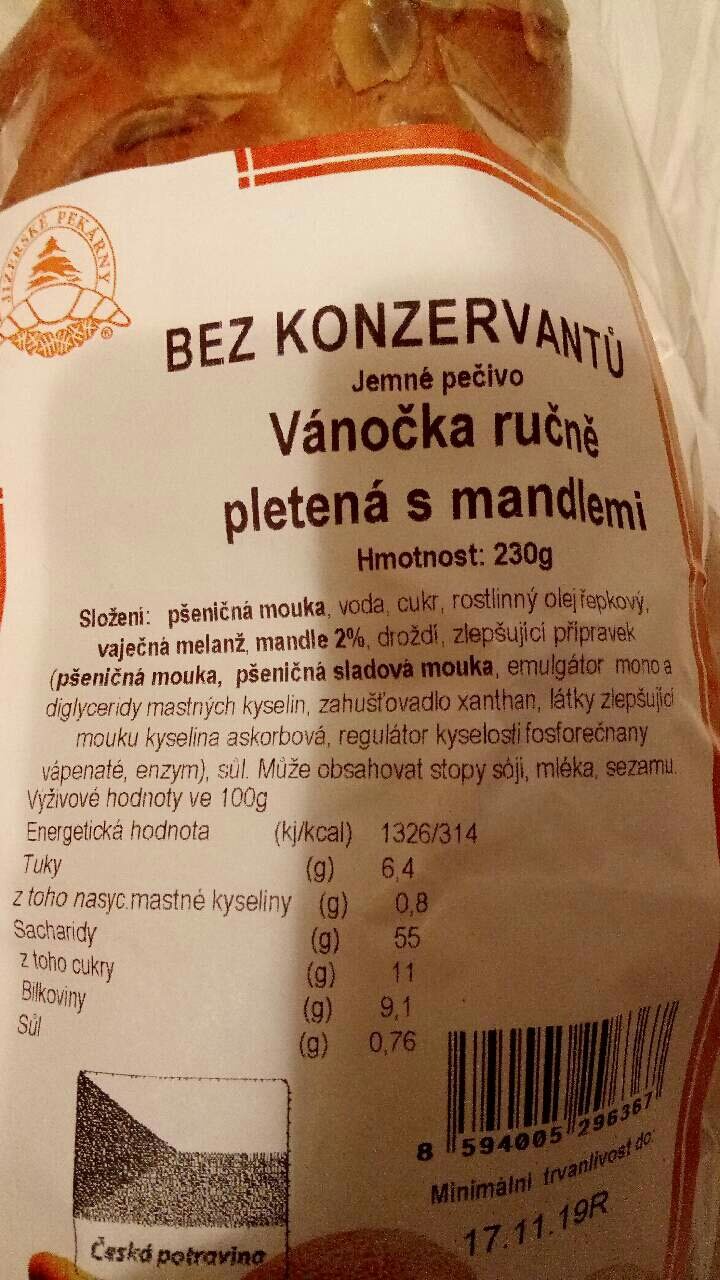 JIZERSKÉ PEKÁRNY
®
BEZ KONZERVANTŮ
Jemné pečivo
Vánočka ručně
pletená s mandlemi
Hmotnost: 230g
Složení: pšeničná mouka, voda, cukr, rostlinný olej řepkový,
vaječná melanž, mandle 2%, droždí, zlepšující připravek
(pšeničná mouka, pšeničná sladová mouka, emulgátor mono a
diglyceridy mastných kyselin, zahušťovadlo xanthan, látky zlepšující
mouku kyselina askorbová, regulátor kyselosti fosforečnany
vápenaté, enzym), sůl. Může obsahovat stopy sóji, mléka, sezamu.
Výživové hodnoty ve 100g
Energetická hodnota (kj/kcal) 1326/314
Tuky (g) 6,4
z toho nasyc.mastné kyseliny (g) 0,8
Sacharidy (g) 55
z toho cukry (g) 11
Bílkoviny (g) 9,1
Sůl (g) 0,76
8 594005 296367
Minimální trvanlivost do:
17.11.19R
Česká potravina